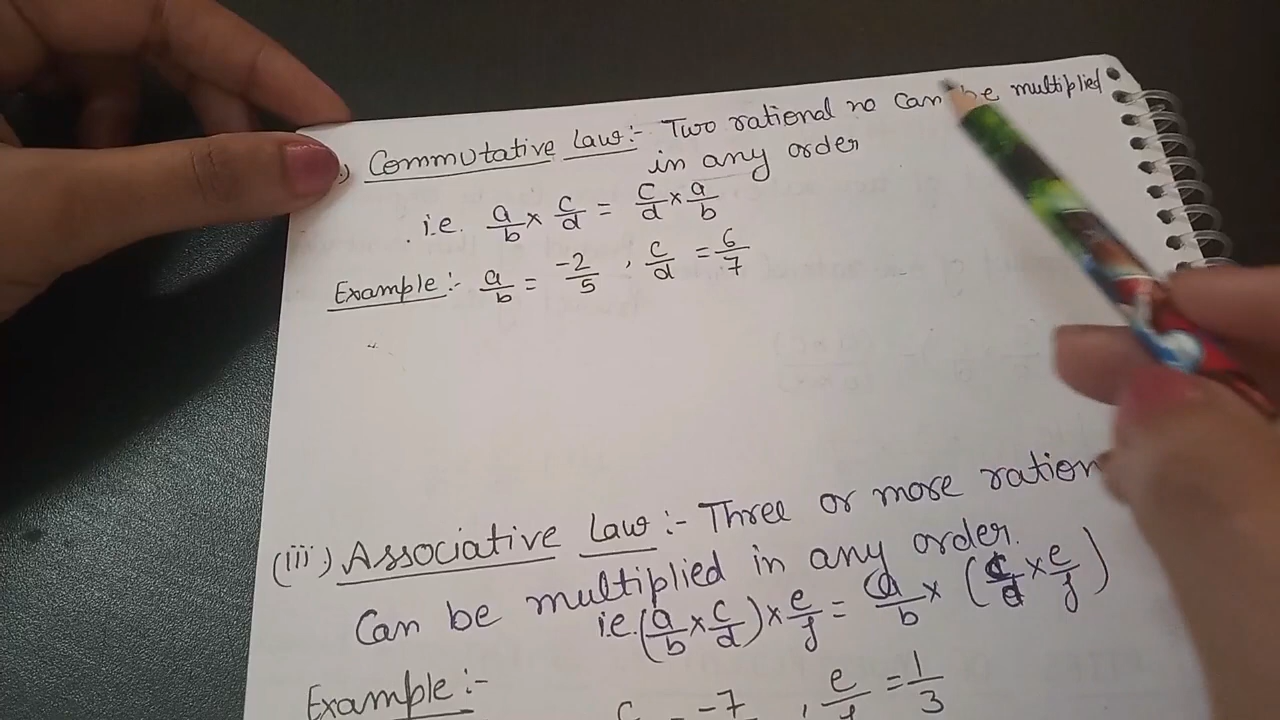 .) Commutative Law:- Two rational no can be multiplied
in any order
i.e. a/b × c/d = c/d × a/b
Example:- a/b = -2/5 , c/d = 6/7
(iii) Associative Law:- Three or more ration
Can be multiplied in any order.
i.e. (a/b × c/d) × e/f = a/b × (c/d × e/f)
Example:-
c = -7 , e/f = 1/3